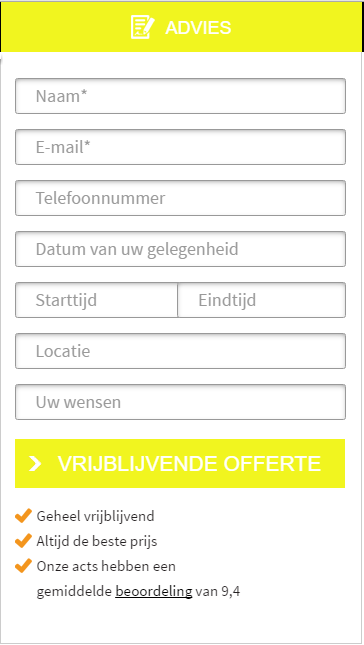 ADVIES
Naam*
E-mail*
Telefoonnummer
Datum van uw gelegenheid
Starttijd Eindtijd
Locatie
Uw wensen
VRIJBLIJVENDE OFFERTE
Geheel vrijblijvend
Altijd de beste prijs
Onze acts hebben een
gemiddelde beoordeling van 9,4